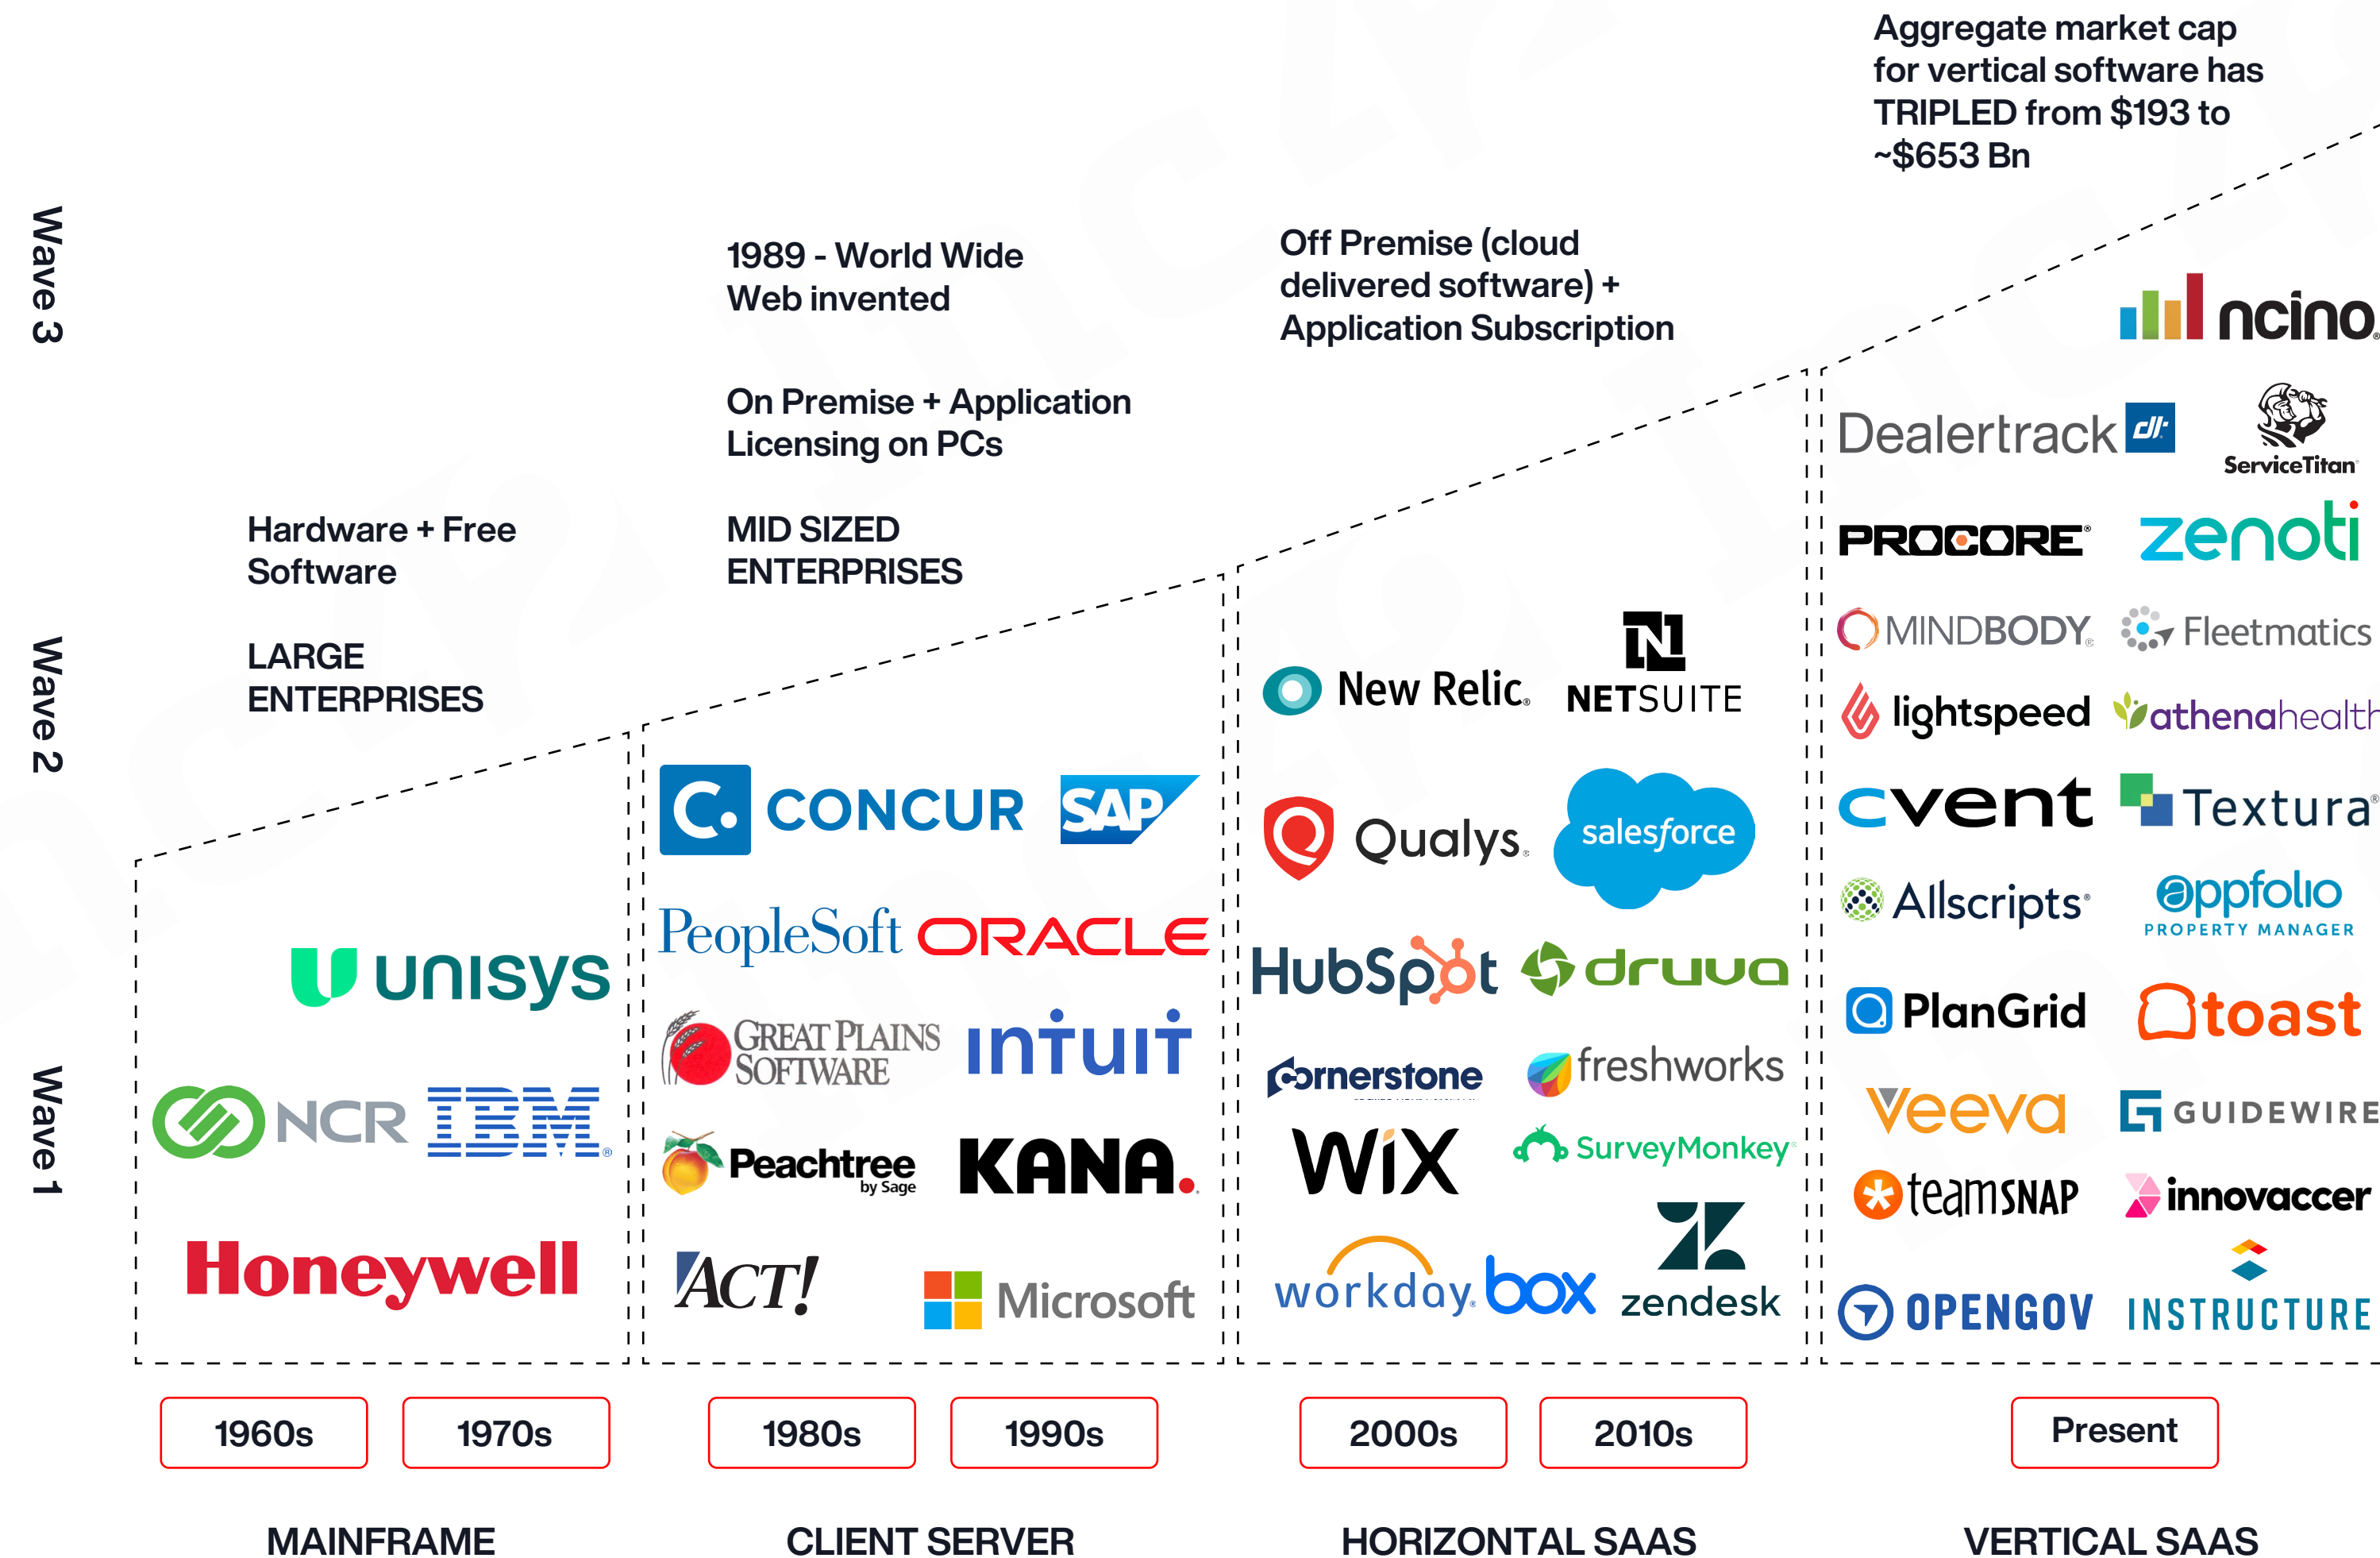 Aggregate market cap
for vertical software has
TRIPLED from $193 to
~$653 Bn
Wave 3
Wave 2
Wave 1
1989 - World Wide
Web invented
On Premise + Application
Licensing on PCs
MID SIZED
ENTERPRISES
Off Premise (cloud
delivered software) +
Application Subscription
Hardware + Free
Software
LARGE
ENTERPRISES
UNISYS
NCR IBM®
Honeywell
C. CONCUR SAP
PeopleSoft ORACLE
GREAT PLAINS
SOFTWARE
INTUIT
Peachtree
by Sage
KANA.
ACT! Microsoft
New Relic®
N
NETSUITE
Qualys® salesforce
HubSpot druva
Cornerstone freshworks
WiX SurveyMonkey®
workday® box zendesk
ncino®
Dealertrack dt
ServiceTitan
PROCORE® zenoti
MINDBODY® Fleetmatics
lightspeed athenahealth
cvent Textura®
Allscripts® appfolio
PROPERTY MANAGER
PlanGrid toast
Veeva GUIDEWIRE
teamSNAP innovaccer
OPENGOV INSTRUCTURE
1960s 1970s 1980s 1990s 2000s 2010s Present
MAINFRAME CLIENT SERVER HORIZONTAL SAAS VERTICAL SAAS